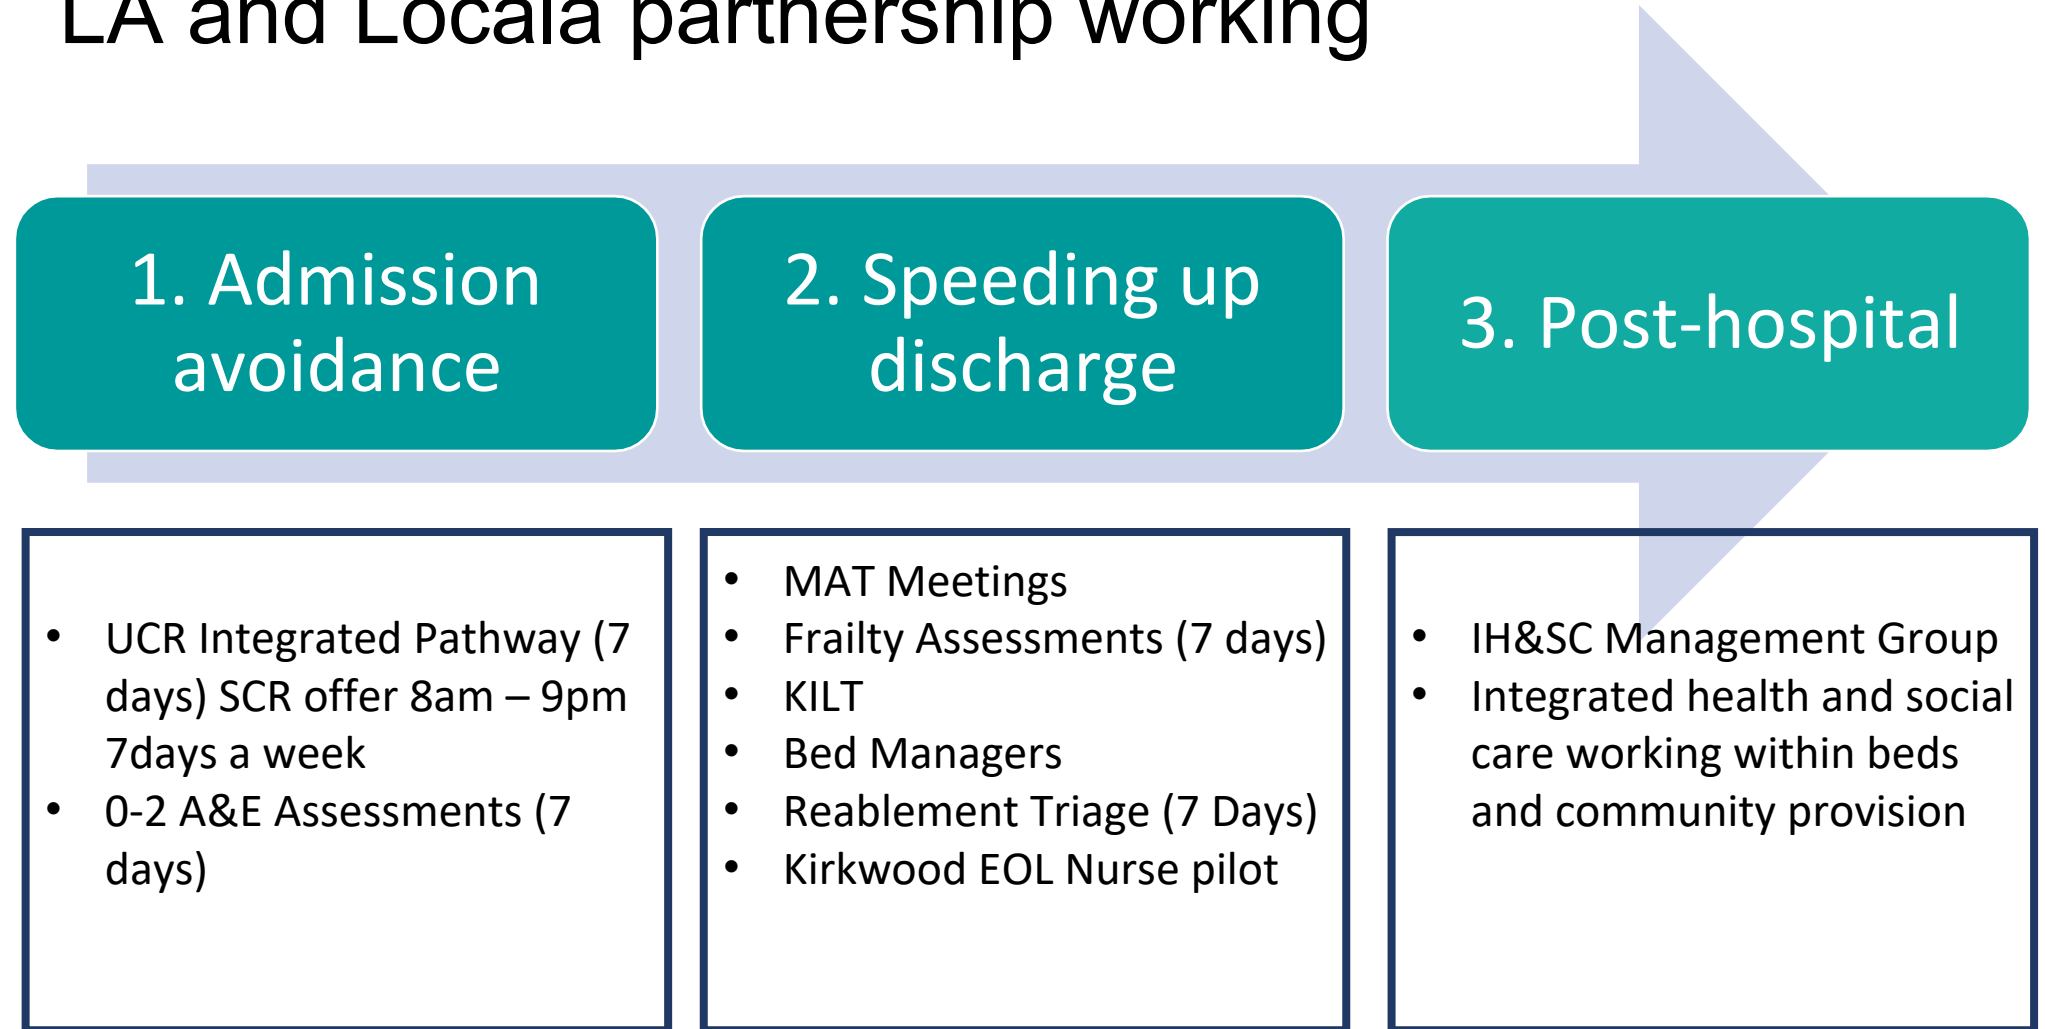 LA and Locala partnership working
1. Admission
avoidance
2. Speeding up
discharge
3. Post-hospital
• UCR Integrated Pathway (7
days) SCR offer 8am – 9pm
7days a week
• 0-2 A&E Assessments (7
days)
• MAT Meetings
• Frailty Assessments (7 days)
• KILT
• Bed Managers
• Reablement Triage (7 Days)
• Kirkwood EOL Nurse pilot
• IH&SC Management Group
• Integrated health and social
care working within beds
and community provision